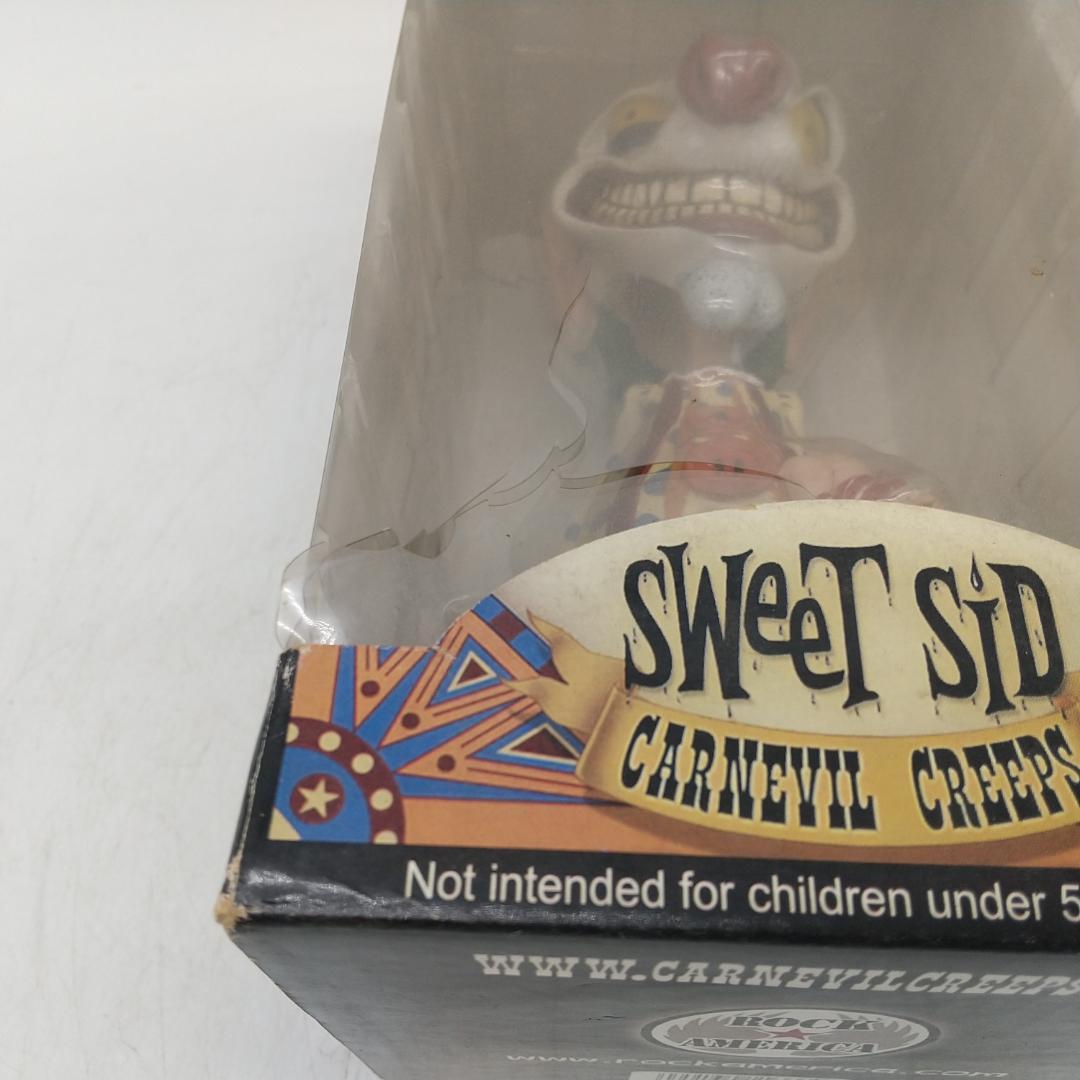 SWeeT SiD
CARNEVIL CREEPS
Not intended for children under 5
WWW.CARNEVILCREEPS
ROCK AMERICA
www.rockamerica.com